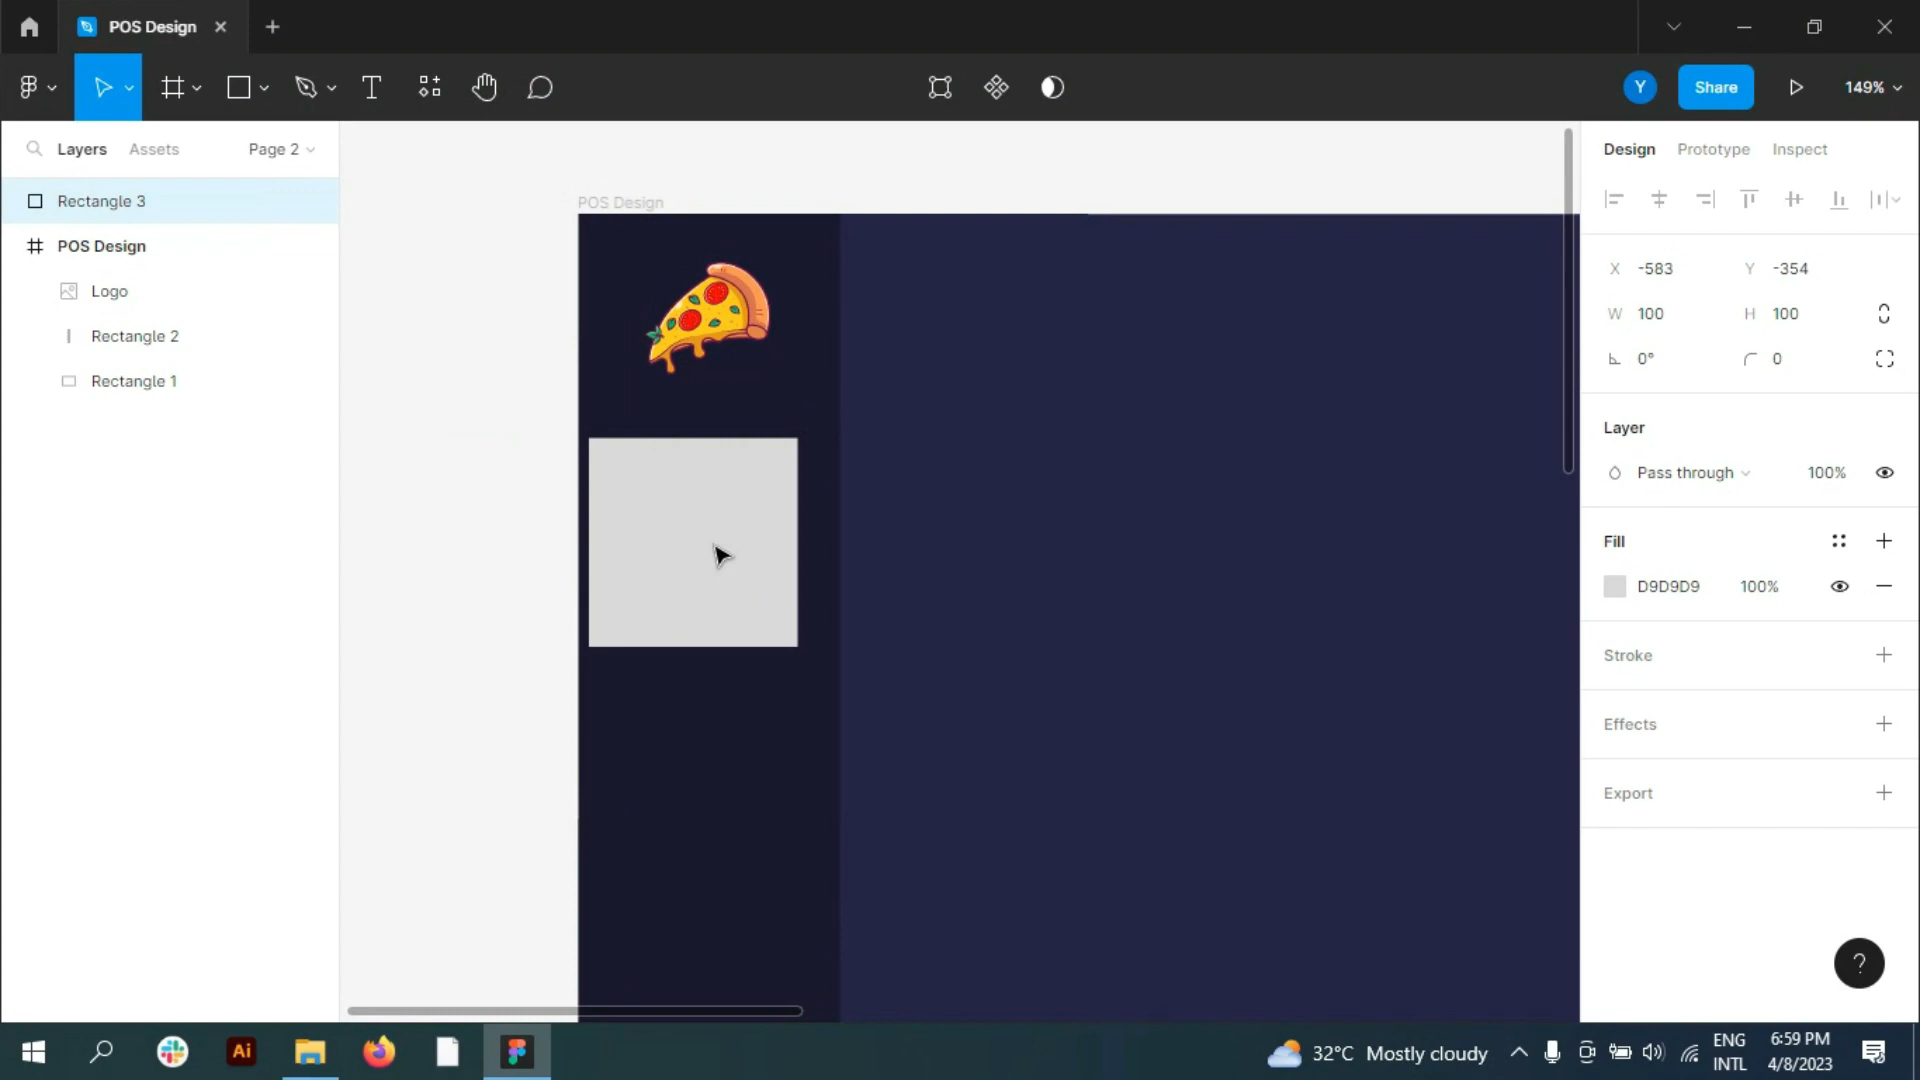 POS Design
Share
149%
Layers
Assets
Page 2
Rectangle 3
POS Design
Logo
Rectangle 2
Rectangle 1
POS Design
Y
Design
Prototype
Inspect
X -583
Y -354
W 100
H 100
0°
0
Layer
Pass through
100%
Fill
D9D9D9
100%
Stroke
Effects
Export
?
Ai
32°C Mostly cloudy
ENG
INTL
6:59 PM
4/8/2023